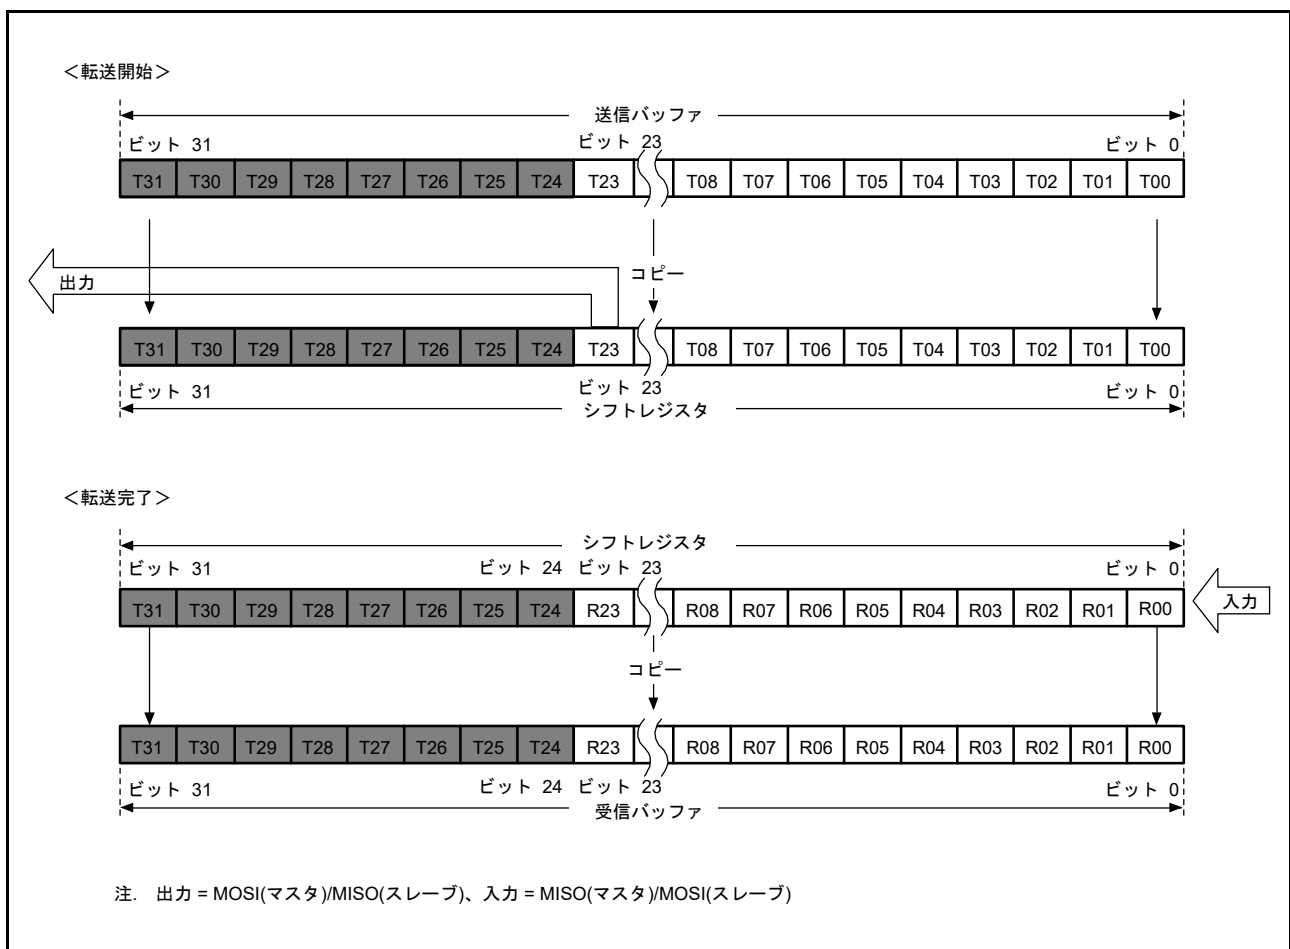 ＜転送開始＞
送信バッファ
ビット 31 ビット 23 ビット 0
T31 T30 T29 T28 T27 T26 T25 T24 T23 T08 T07 T06 T05 T04 T03 T02 T01 T00
コピー
出力
T31 T30 T29 T28 T27 T26 T25 T24 T23 T08 T07 T06 T05 T04 T03 T02 T01 T00
ビット 31 ビット 23 ビット 0
シフトレジスタ
＜転送完了＞
シフトレジスタ
ビット 31 ビット 24 ビット 23 ビット 0
T31 T30 T29 T28 T27 T26 T25 T24 R23 R08 R07 R06 R05 R04 R03 R02 R01 R00 入力
コピー
T31 T30 T29 T28 T27 T26 T25 T24 R23 R08 R07 R06 R05 R04 R03 R02 R01 R00
ビット 31 ビット 24 ビット 23 ビット 0
受信バッファ
注. 出力 = MOSI(マスタ)/MISO(スレーブ)、入力 = MISO(マスタ)/MOSI(スレーブ)